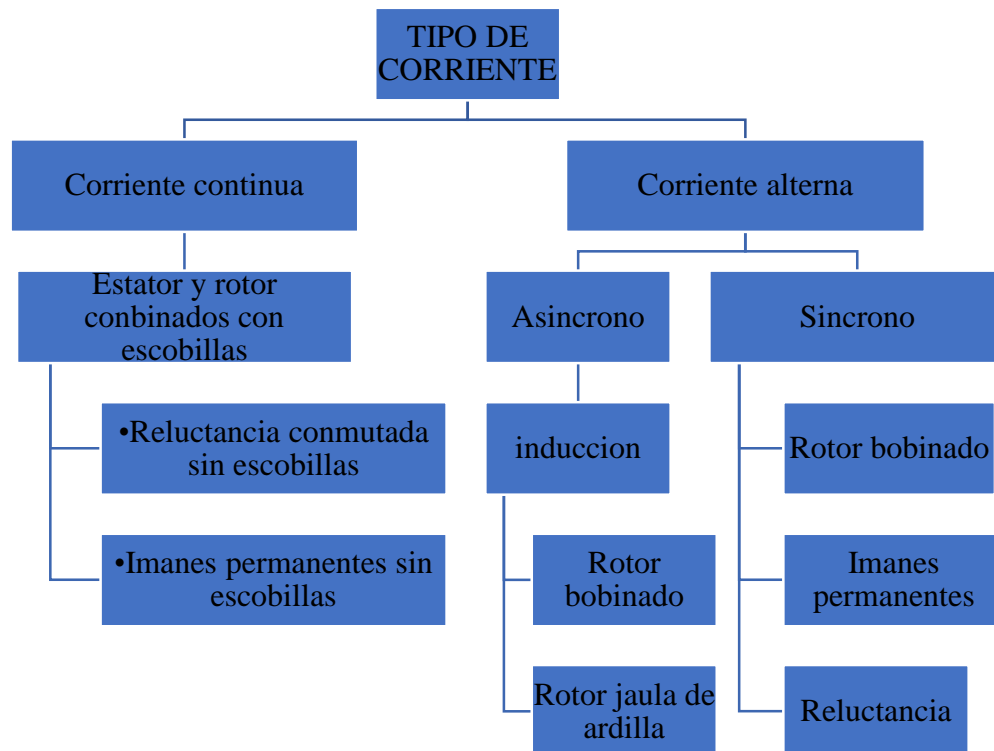 TIPO DE
CORRIENTE
Corriente continua
Estator y rotor
conbinados con
escobillas
•Reluctancia conmutada
sin escobillas
•Imanes permanentes sin
escobillas
Corriente alterna
Asincrono
induccion
Rotor
bobinado
Rotor jaula de
ardilla
Sincrono
Rotor bobinado
Imanes
permanentes
Reluctancia